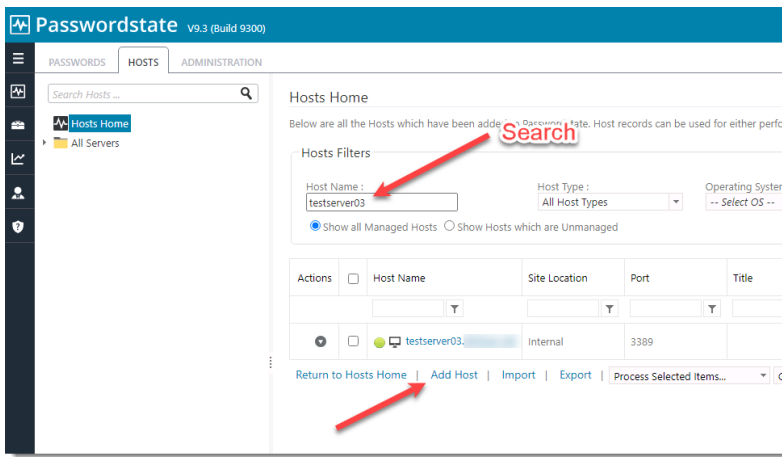 Passwordstate V9.3 (Build 9300)
PASSWORDS HOSTS ADMINISTRATION
Search Hosts ...
Hosts Home
All Servers
Hosts Home
Below are all the Hosts which have been added to Passwordstate. Host records can be used for either perfo
Search
Hosts Filters
Host Name : Host Type : Operating System
testserver03 All Host Types -- Select OS --
Show all Managed Hosts Show Hosts which are Unmanaged
Actions Host Name Site Location Port Title
testserver03. Internal 3389
Return to Hosts Home | Add Host | Import | Export | Process Selected Items...